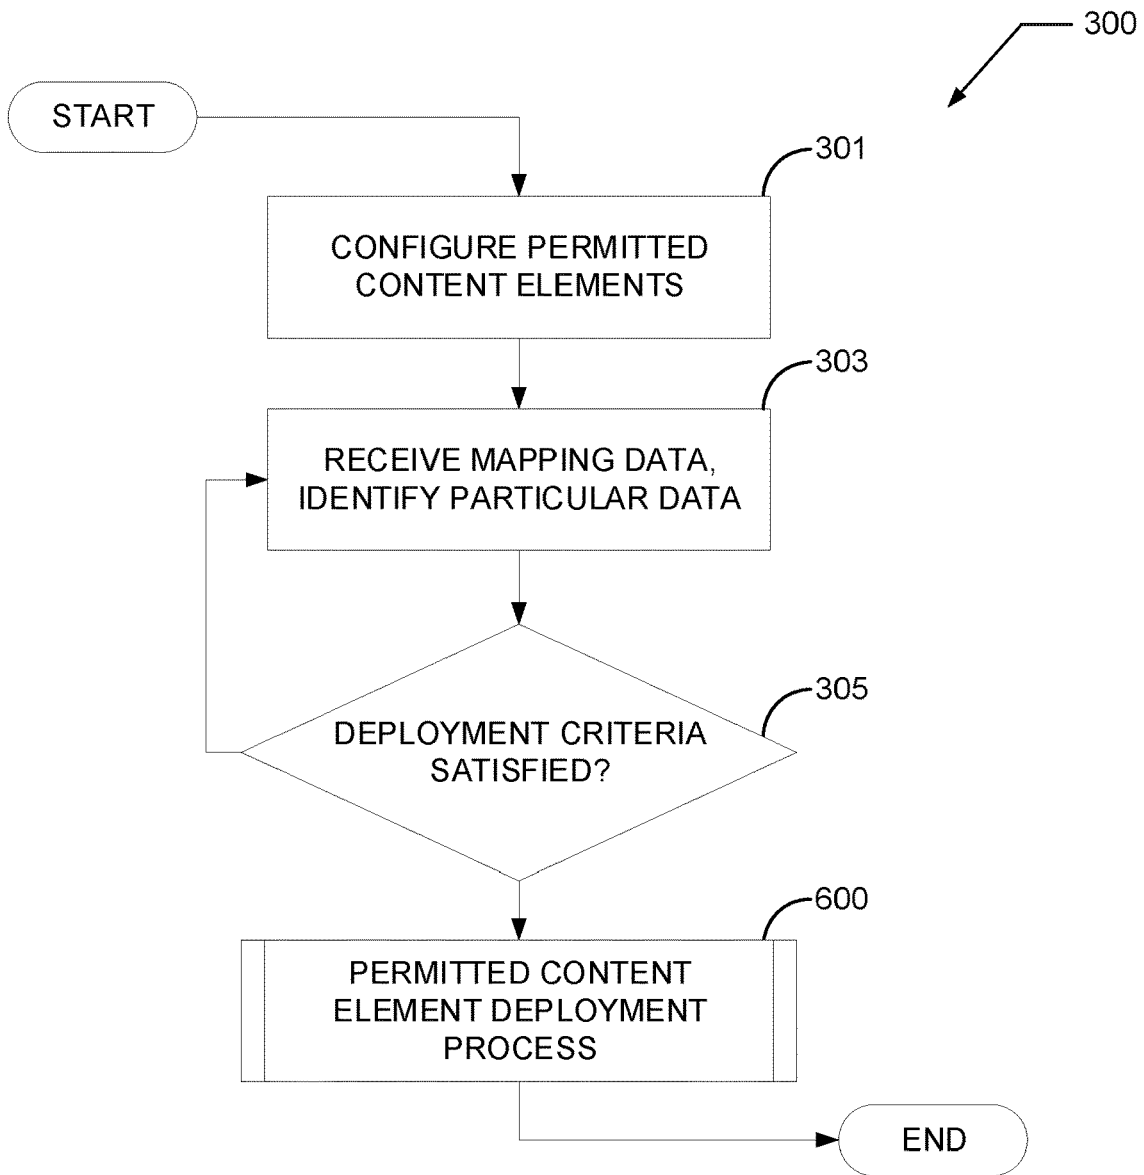 300
START
301
CONFIGURE PERMITTED
CONTENT ELEMENTS
303
RECEIVE MAPPING DATA,
IDENTIFY PARTICULAR DATA
305
DEPLOYMENT CRITERIA
SATISFIED?
600
PERMITTED CONTENT
ELEMENT DEPLOYMENT
PROCESS
END